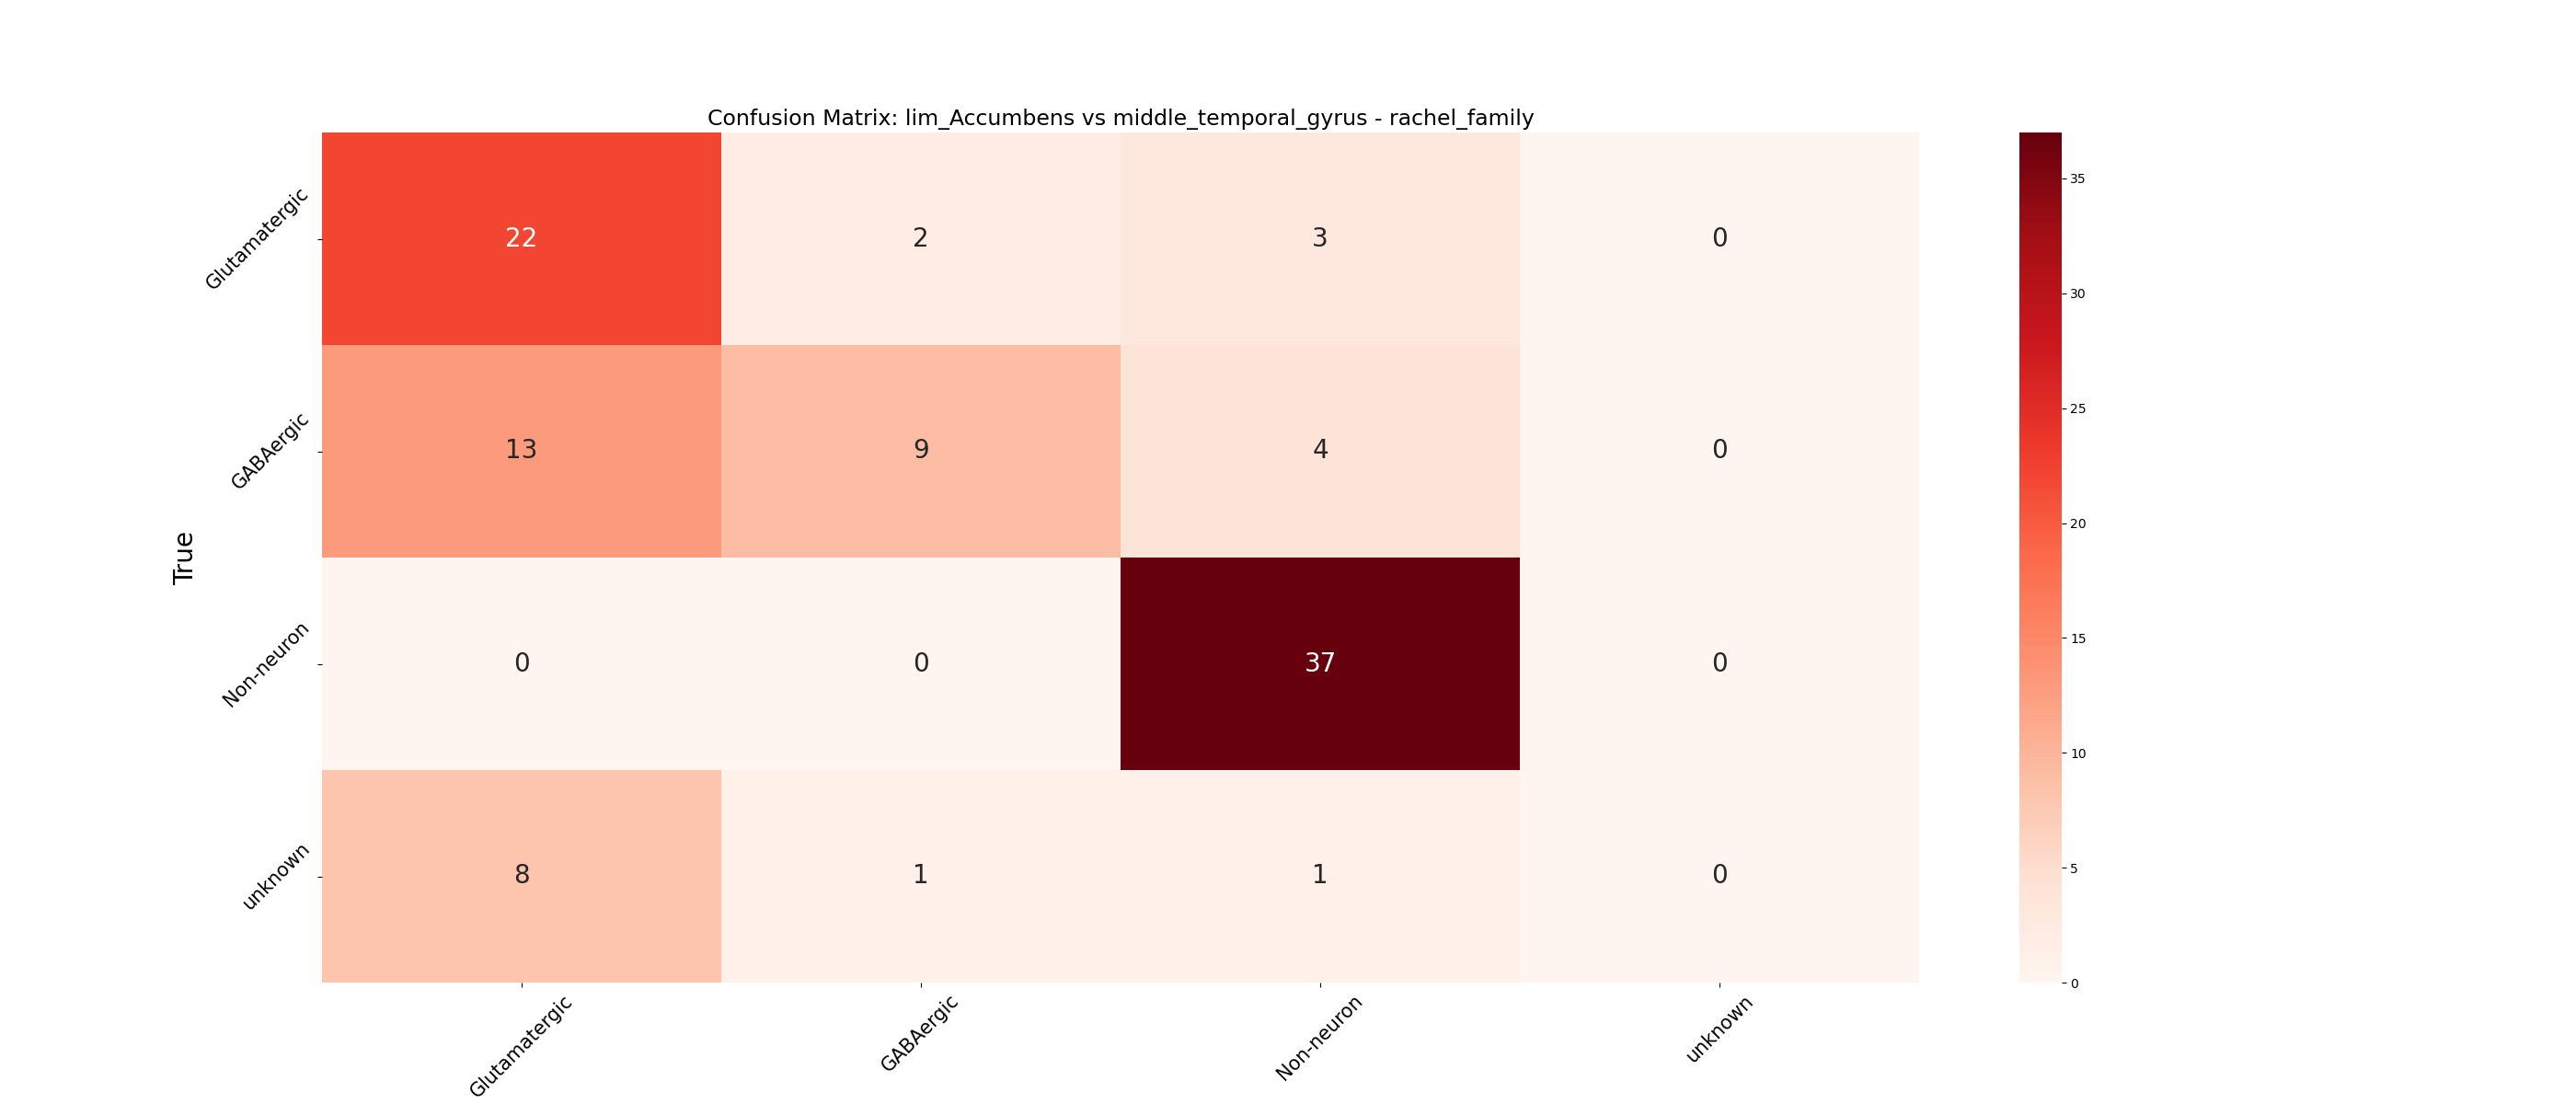 Confusion Matrix: lim_Accumbens vs middle_temporal_gyrus - rachel_family
True
Glutamatergic
22 2 3 0
GABAergic
13 9 4 0
Non-neuron
0 0 37 0
unknown
8 1 1 0
Glutamatergic GABAergic Non-neuron unknown
35
30
25
20
15
10
5
0